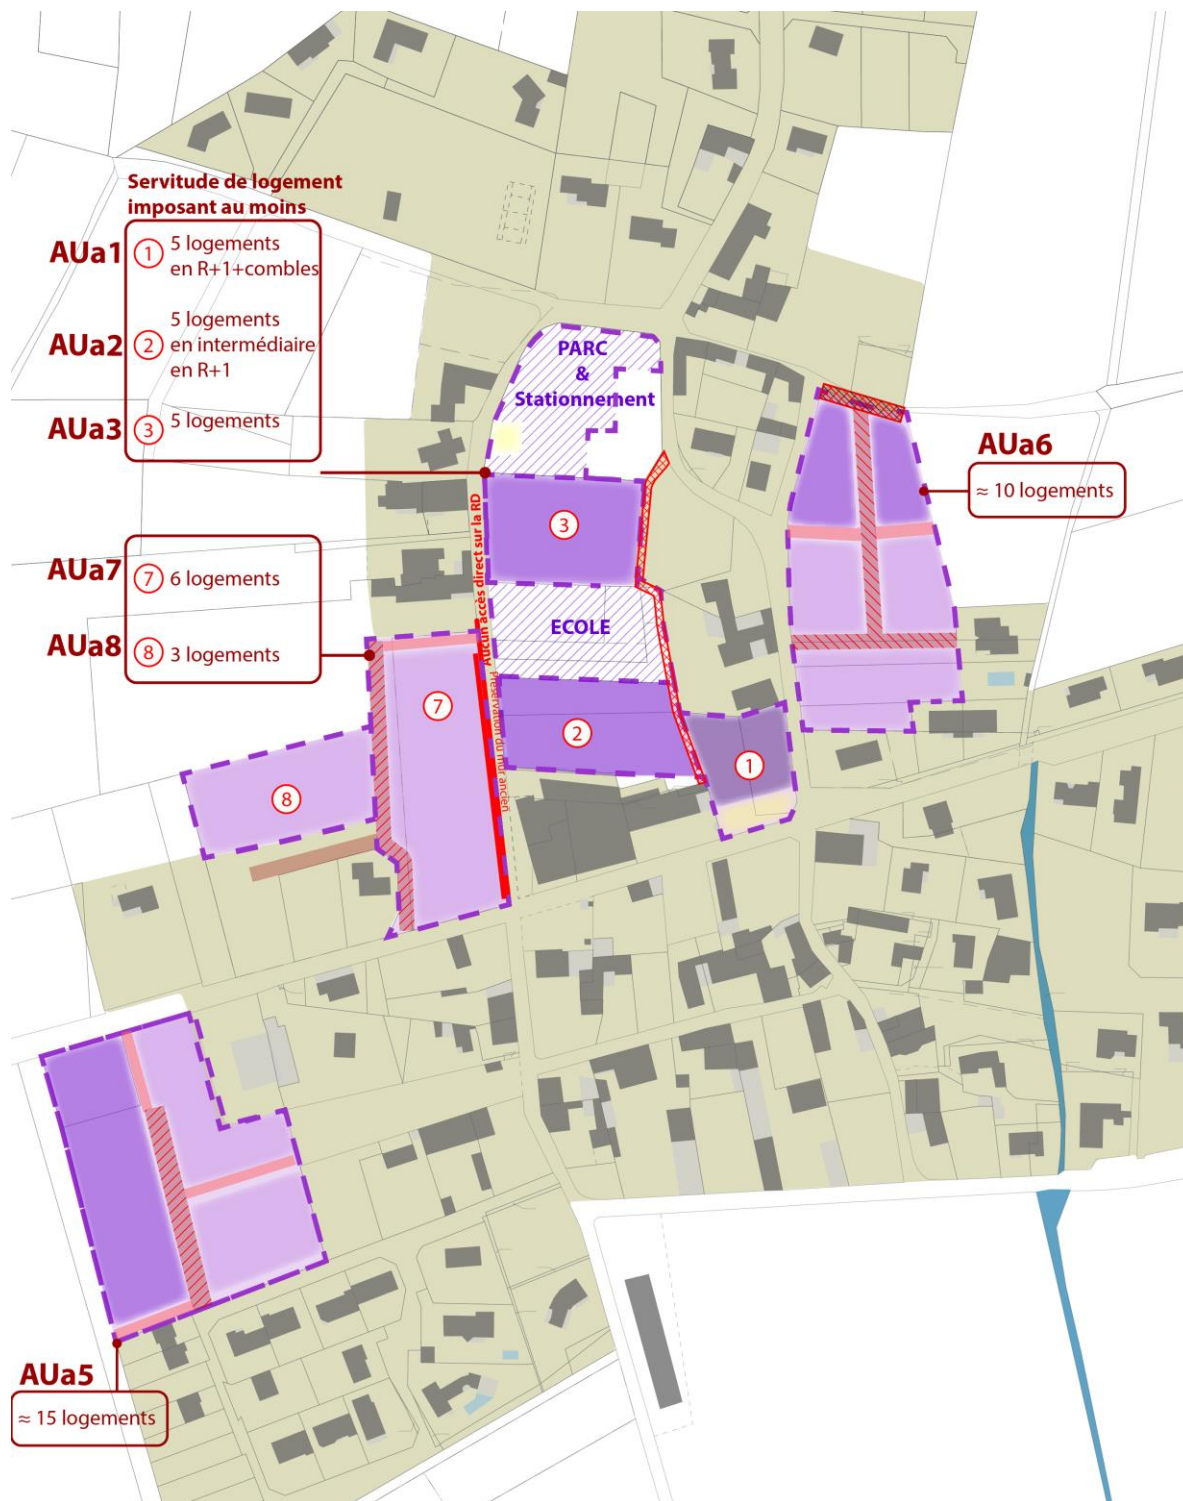 Servitude de logement
imposant au moins
AUa1
1
5 logements
en R+1+combles
AUa2
2
5 logements
en intermédiaire
en R+1
AUa3
3
5 logements
AUa7
7
6 logements
AUa8
8
3 logements
PARC
&
Stationnement
3
ECOLE
2
1
7
8
Aucun accès direct sur la RD
Préservation du mur ancien
AUa6
≈ 10 logements
AUa5
≈ 15 logements